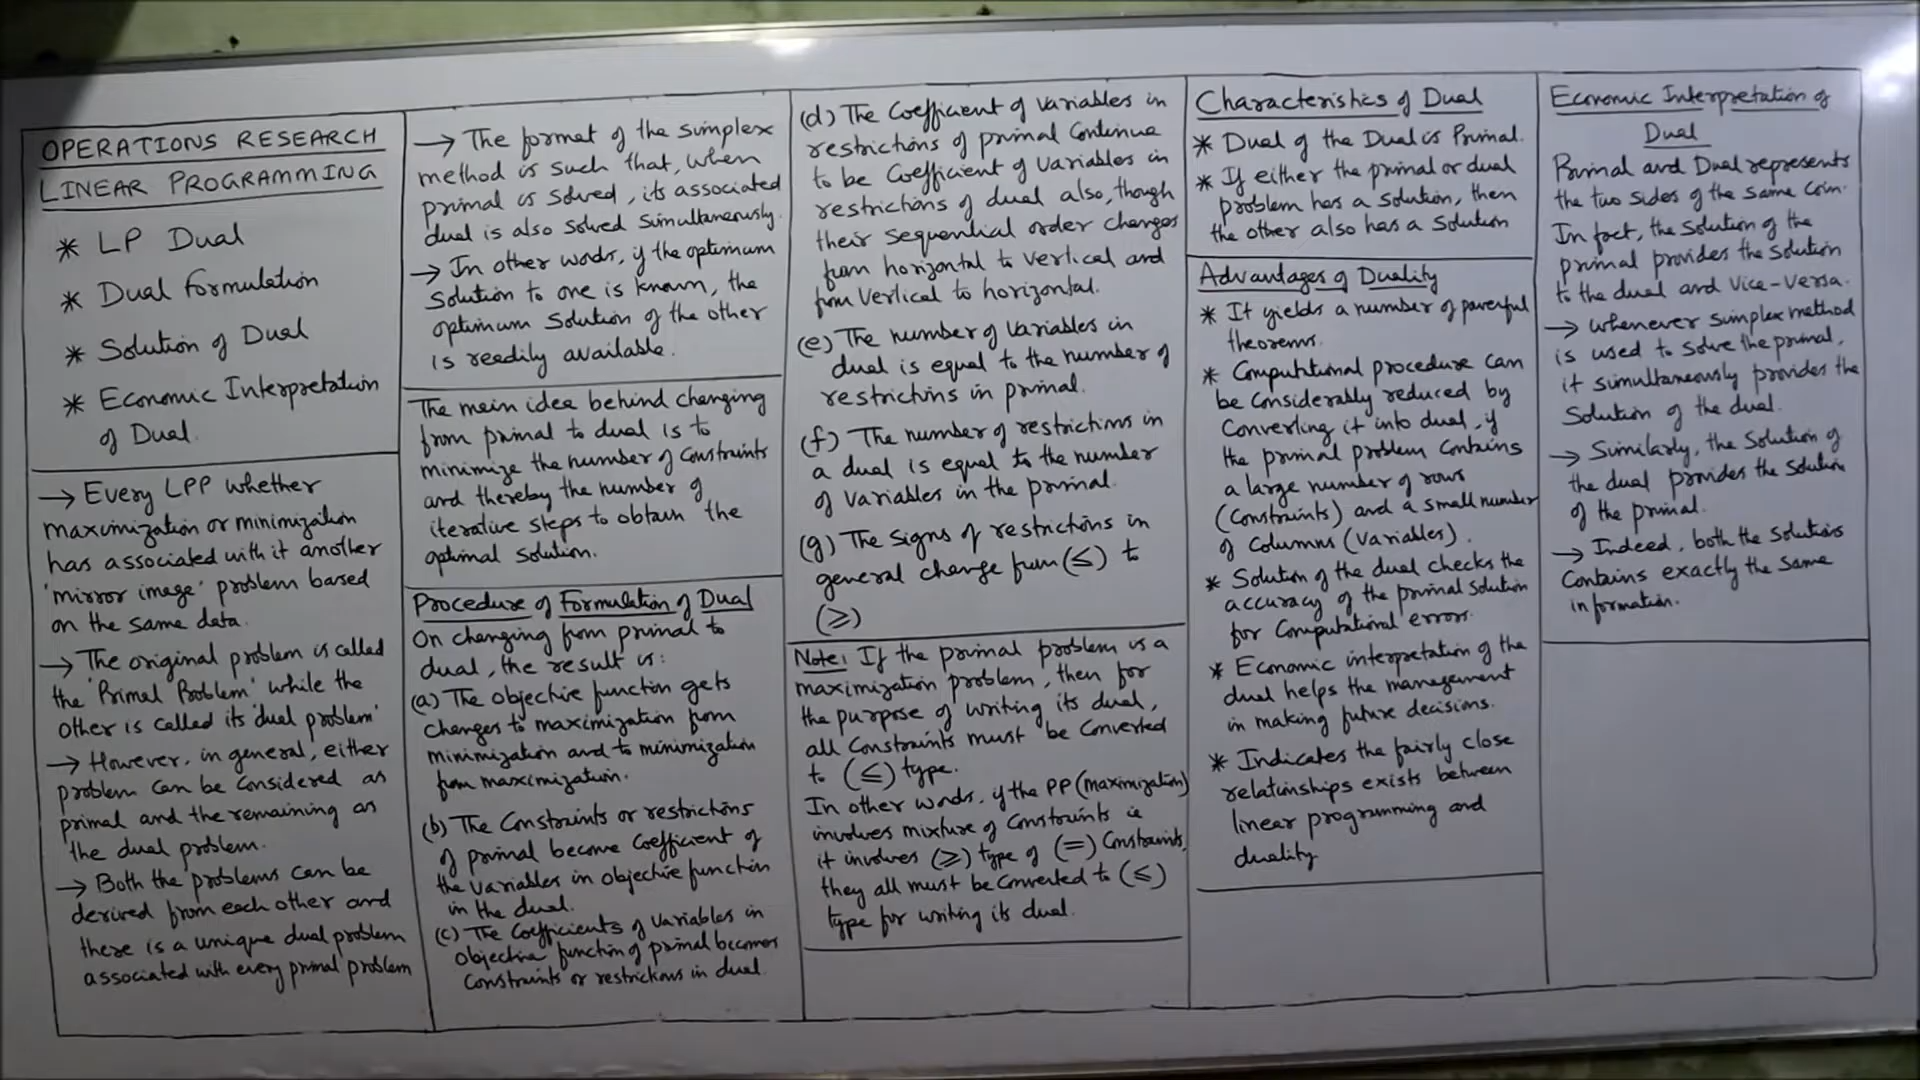 OPERATIONS RESEARCH
LINEAR PROGRAMMING
* LP Dual
* Dual formulation
* Solution of Dual
* Economic Interpretation
of Dual.
→ Every LPP whether
maximization or minimization
has associated with it another
'mirror image' problem based
on the same data.
→ The original problem is called
the 'Primal Problem' while the
other is called its 'dual problem'
→ However, in general, either
problem can be considered as
primal and the remaining as
the dual problem.
→ Both the problems can be
derived from each other and
there is a unique dual problem
associated with every primal problem
→ The format of the simplex
method is such that, when
primal is solved, its associated
dual is also solved simultaneously.
→ In other words, if the optimum
solution to one is known, the
optimum solution of the other
is readily available.
The main idea behind changing
from primal to dual is to
minimize the number of constraints
and thereby the number of
iterative steps to obtain the
optimal solution.
Procedure of Formulation of Dual
On changing from primal to
dual, the result is:
(a) The objective function gets
changes to maximization from
minimization and to minimization
from maximization.
(b) The constraints or restrictions
of primal become coefficient of
the variables in objective function
in the dual.
(c) The coefficients of variables in
objective function of primal becomes
constraints or restrictions in dual.
(d) The coefficient of variables in
restrictions of primal continue
to be coefficient of variables in
restrictions of dual also, though
their sequential order changes
from horizontal to vertical and
from vertical to horizontal.
(e) The number of variables in
dual is equal to the number of
restrictions in primal.
(f) The number of restrictions in
a dual is equal to the number
of variables in the primal.
(g) The signs of restrictions in
general change from (≤) to
(≥)
Note: If the primal problem is a
maximization problem, then for
the purpose of writing its dual,
all constraints must be converted
to (≤) type.
In other words, if the PP (maximization)
involves mixture of constraints ie
it involves (≥) type of (=) constraints,
they all must be converted to (≤)
type for writing its dual.
Characteristics of Dual
* Dual of the Dual is Primal.
* If either the primal or dual
problem has a solution, then
the other also has a solution
Advantages of Duality
* It yields a number of powerful
theorems.
* Computitional procedure can
be considerably reduced by
converting it into dual, if
the primal problem contains
a large number of rows
(constraints) and a small number
of columns (variables).
* Solution of the dual checks the
accuracy of the primal solution
for computational errors.
* Economic interpretation of the
dual helps the management
in making future decisions.
* Indicates the fairly close
relationships exists between
linear programming and
duality
Economic Interpretation of
Dual
Primal and Dual represents
the two sides of the same coin.
In fact, the solution of the
primal provides the solution
to the dual and vice-versa.
→ Whenever simplex method
is used to solve the primal,
it simultaneously provides the
solution of the dual.
→ Similarly, the solution of
the dual provides the solution
of the primal.
→ Indeed, both the solutions
contains exactly the same
information.